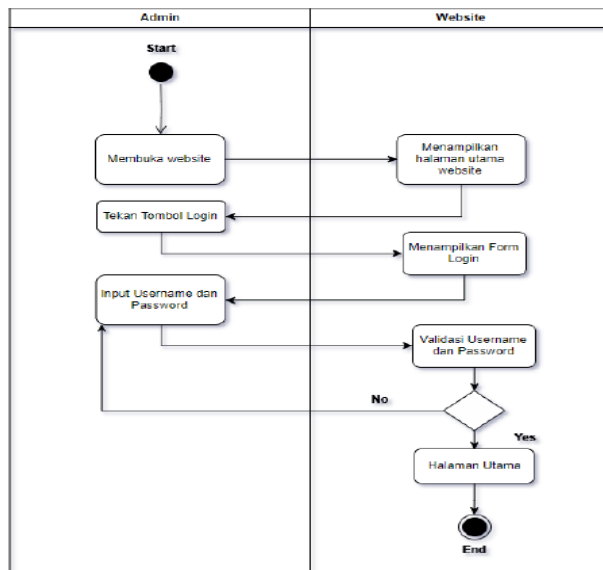 Admin
Website
Start
Membuka website
Menampilkan
halaman utama
website
Tekan Tombol Login
Menampilkan Form
Login
Input Username dan
Password
Validasi Username
dan Password
No
Yes
Halaman Utama
End